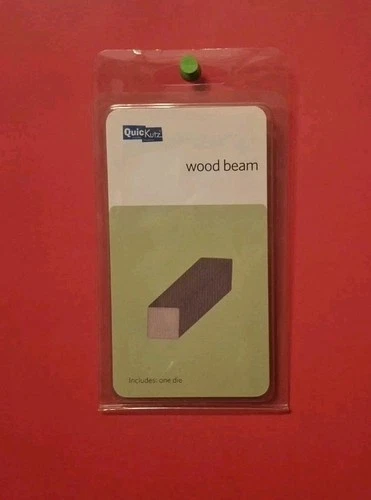 QuicKutz
wood beam
Includes: one die